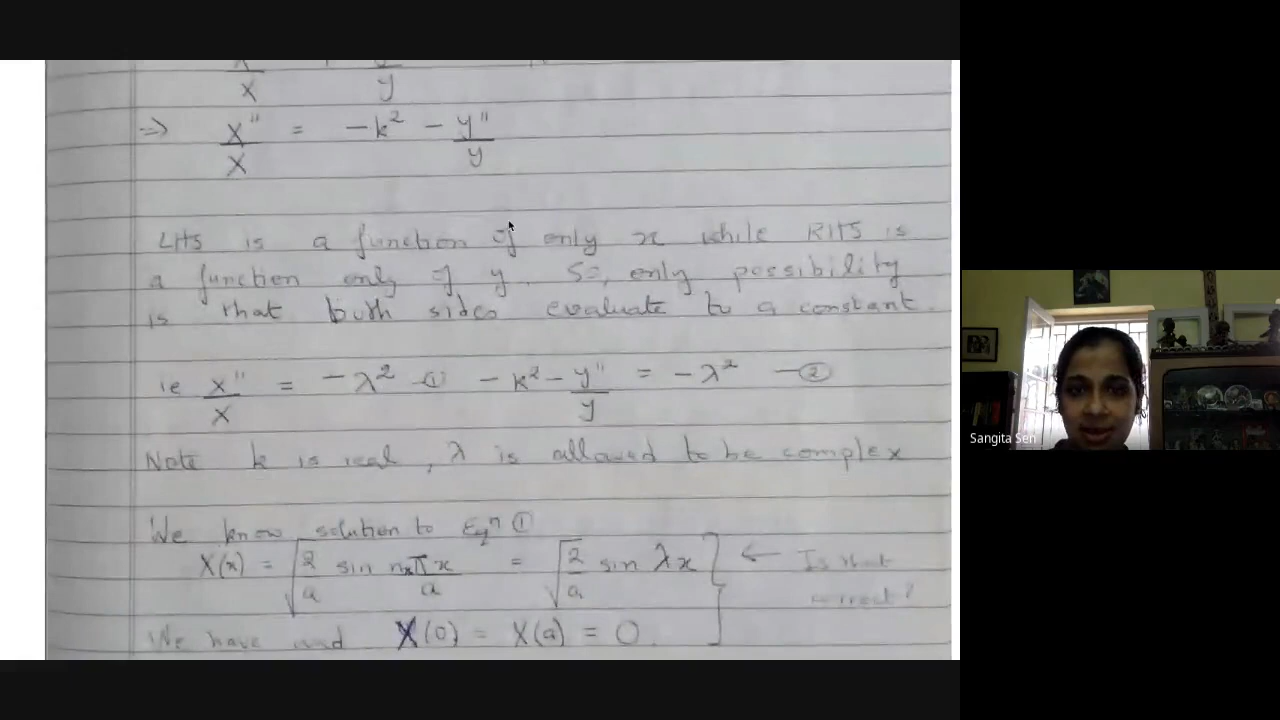 x y
=> X" = -k² - y"
X y
LHS is a function of only x while RHS is
a function only of y. So, only possibility
is that both sides evaluate to a constant.
ie X" = -λ² -① -k² - y" = -λ² -②
X y
Note k is real, λ is allowed to be complex
We know solution to Eqⁿ ①
X(x) = √2/a sin nₓπx/a = √2/a sin λx ← Is not
correct?
We have used X(0) = X(a) = 0.
Sangita Sen